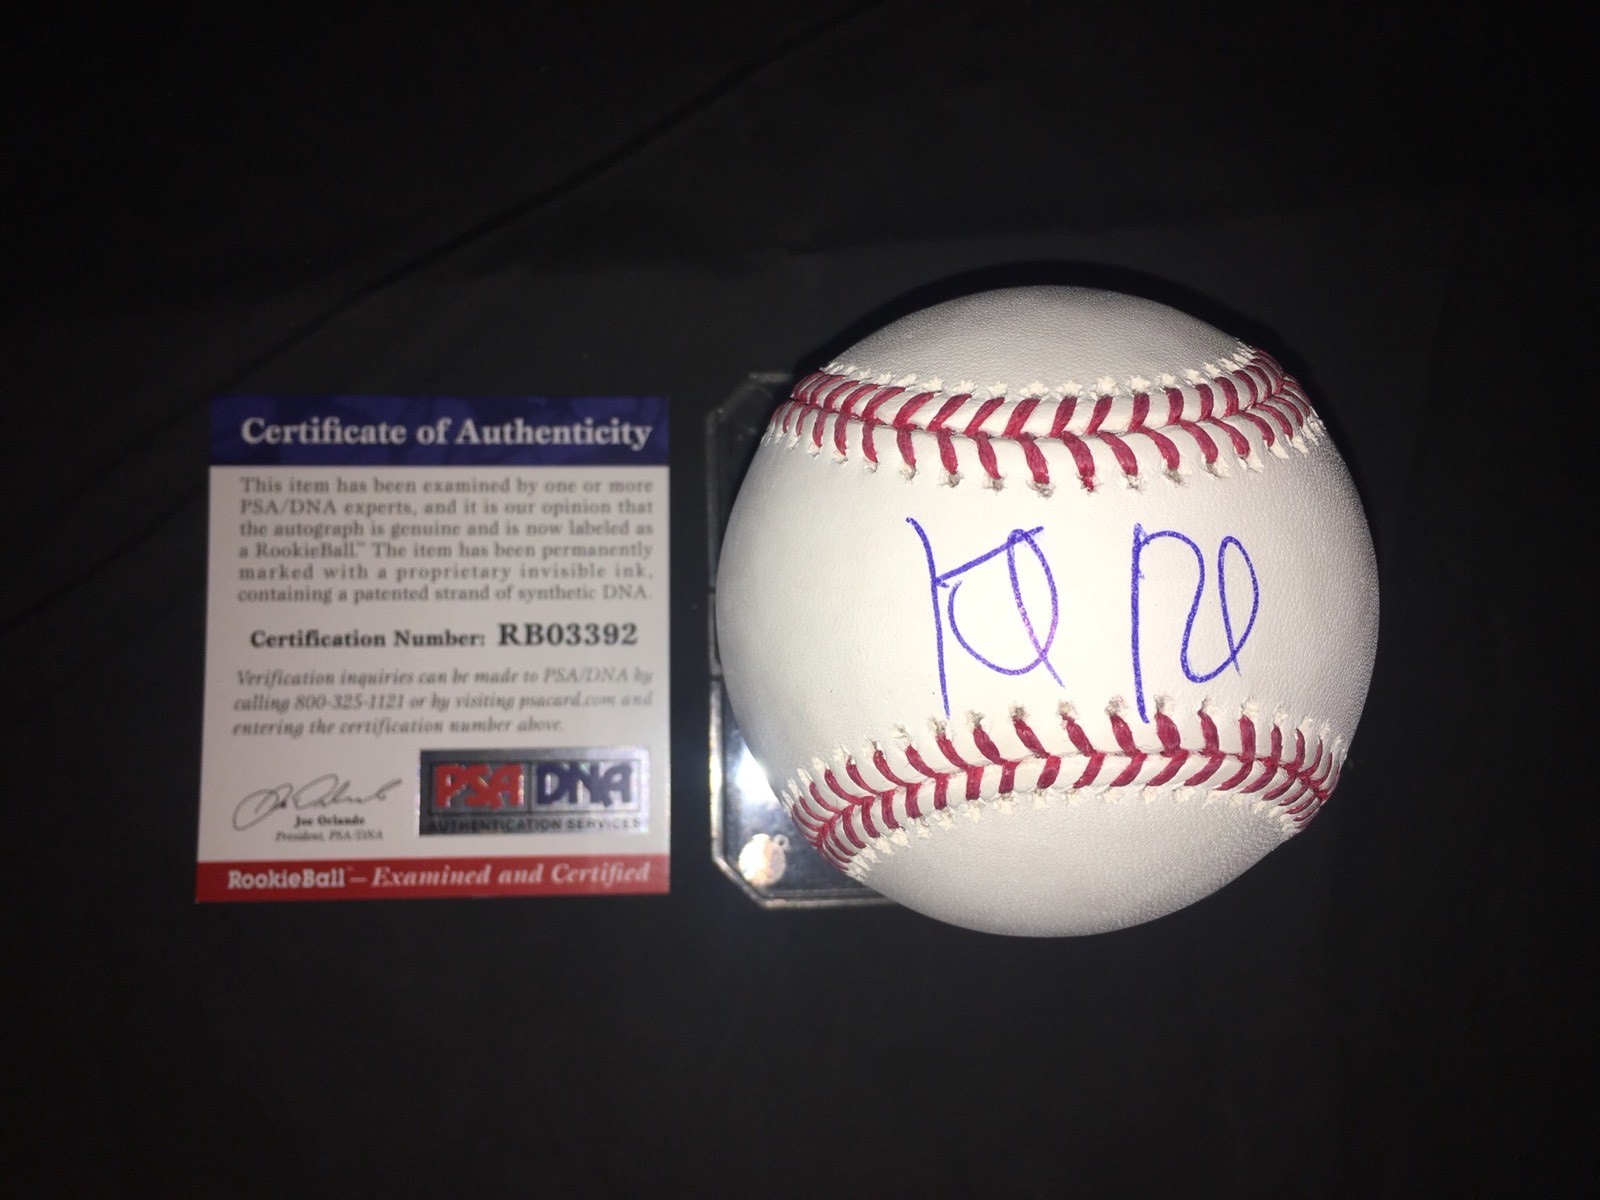 Certificate of Authenticity
This item has been examined by one or more
PSA/DNA experts, and it is our opinion that
the autograph is genuine and is now labeled as
a RookieBall.™ The item has been permanently
marked with a proprietary invisible ink,
containing a patented strand of synthetic DNA.
Certification Number: RB03392
Verification inquiries can be made to PSA/DNA by
calling 800-325-1121 or by visiting psacard.com and
entering the certification number above.
Joe Orlando
President, PSA/DNA
PSA DNA
AUTHENTICATION SERVICES
RookieBall™ – Examined and Certified